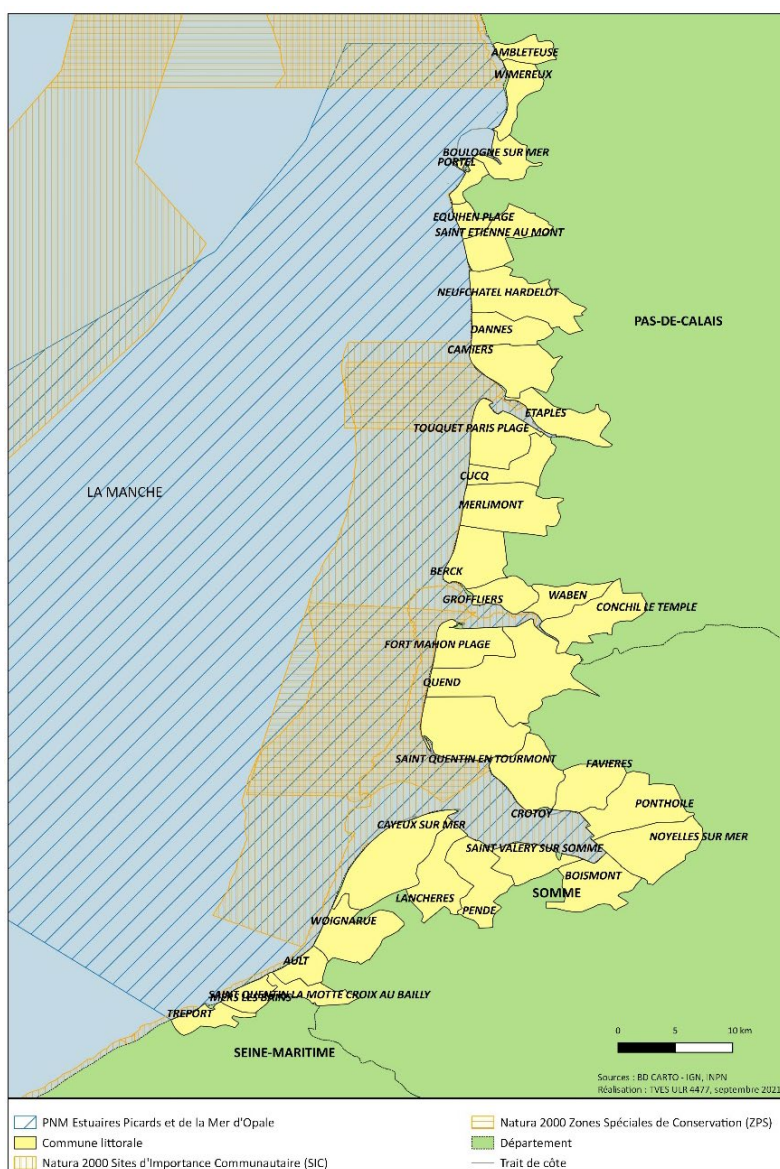 AMBLETEUSE
WIMEREUX
BOULOGNE SUR MER
PORTEL
EQUIHEN PLAGE
SAINT ETIENNE AU MONT
NEUFCHATEL HARDELOT
PAS-DE-CALAIS
DANNES
CAMIERS
ETAPLES
TOUQUET PARIS PLAGE
LA MANCHE
CUCQ
MERLIMONT
BERCK
WABEN
GROFFLIERS
CONCHIL LE TEMPLE
FORT MAHON PLAGE
QUEND
SAINT QUENTIN EN TOURMONT
FAVIERES
PONTHOILE
CROTOY
CAYEUX SUR MER
NOYELLES SUR MER
SAINT VALERY SUR SOMME
BOISMONT
LANCHERES
SOMME
PENDE
WOIGNARUE
AULT
SAINT QUENTIN LA MOTTE CROIX AU BAILLY
MERS LES BAINS
TREPORT
SEINE-MARITIME
0 5 10 km
Sources : BD CARTO - IGN, INPN
Réalisation : TVES ULR 4477, septembre 2021
PNM Estuaires Picards et de la Mer d'Opale
Commune littorale
Natura 2000 Sites d'Importance Communautaire (SIC)
Natura 2000 Zones Spéciales de Conservation (ZPS)
Département
Trait de côte